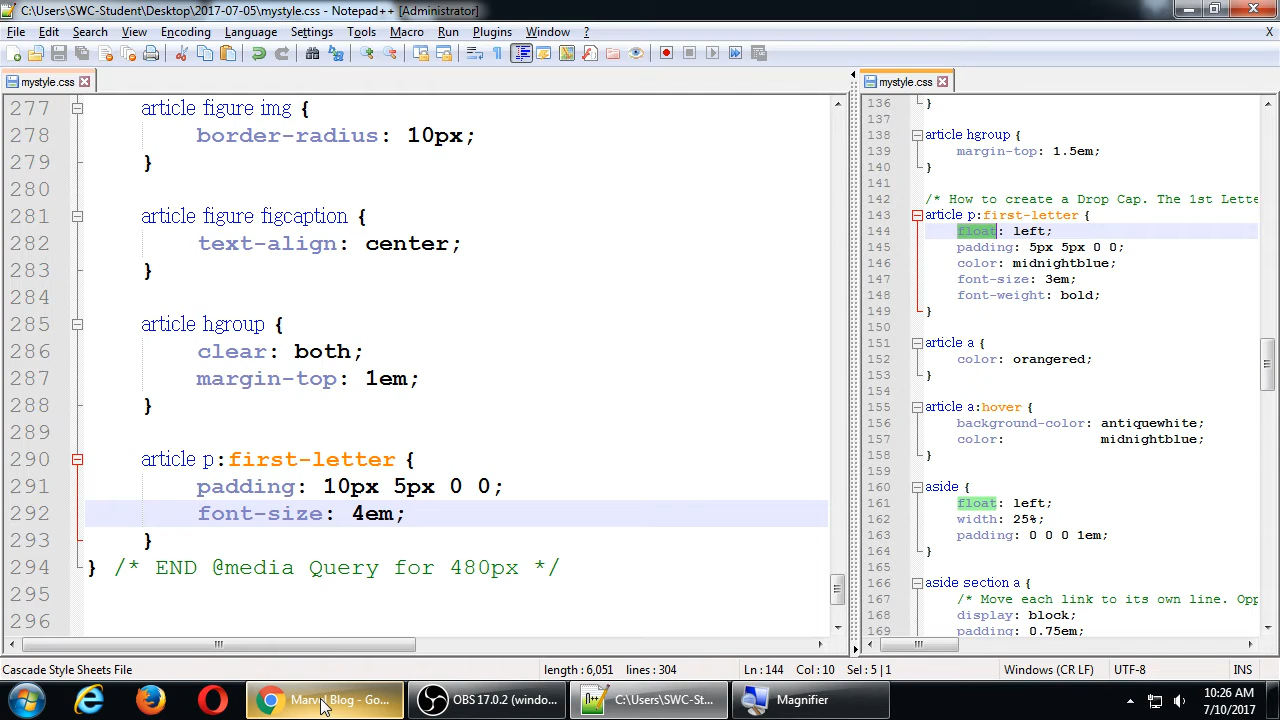 C:\Users\SWC-Student\Desktop\2017-07-05\mystyle.css - Notepad++ [Administrator]
File Edit Search View Encoding Language Settings Tools Macro Run Plugins Window ? X
mystyle.css
277 article figure img {
278 border-radius: 10px;
279 }
280
281 article figure figcaption {
282 text-align: center;
283 }
284
285 article hgroup {
286 clear: both;
287 margin-top: 1em;
288 }
289
290 article p:first-letter {
291 padding: 10px 5px 0 0;
292 font-size: 4em;
293 }
294 } /* END @media Query for 480px */
295
296
mystyle.css
136 }
137
138 article hgroup {
139 margin-top: 1.5em;
140 }
141
142 /* How to create a Drop Cap. The 1st Lette
143 article p:first-letter {
144 float: left;
145 padding: 5px 5px 0 0;
146 color: midnightblue;
147 font-size: 3em;
148 font-weight: bold;
149 }
150
151 article a {
152 color: orangered;
153 }
154
155 article a:hover {
156 background-color: antiquewhite;
157 color: midnightblue;
158 }
159
160 aside {
161 float: left;
162 width: 25%;
163 padding: 0 0 0 1em;
164 }
165
166 aside section a {
167 /* Move each link to its own line. Opp
168 display: block;
169 padding: 0.75em;
Cascade Style Sheets File length : 6,051 lines : 304 Ln : 144 Col : 10 Sel : 5 | 1 Windows (CR LF) UTF-8 INS
Marvel Blog - Go... OBS 17.0.2 (windo... C:\Users\SWC-St... Magnifier 10:26 AM
7/10/2017